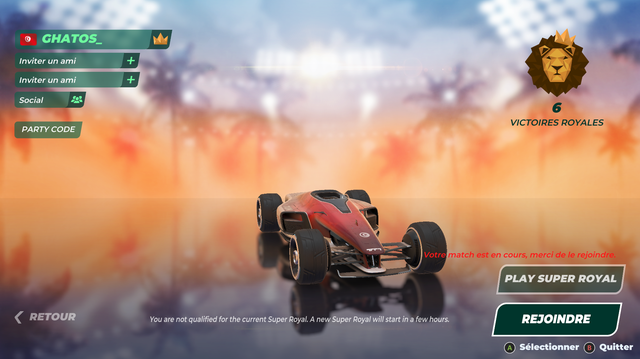 GHATOS_
Inviter un ami
Inviter un ami
Social
PARTY CODE
6
VICTOIRES ROYALES
Votre match est en cours, merci de le rejoindre.
PLAY SUPER ROYAL
RETOUR
You are not qualified for the current Super Royal. A new Super Royal will start in a few hours.
REJOINDRE
A Sélectionner B Quitter